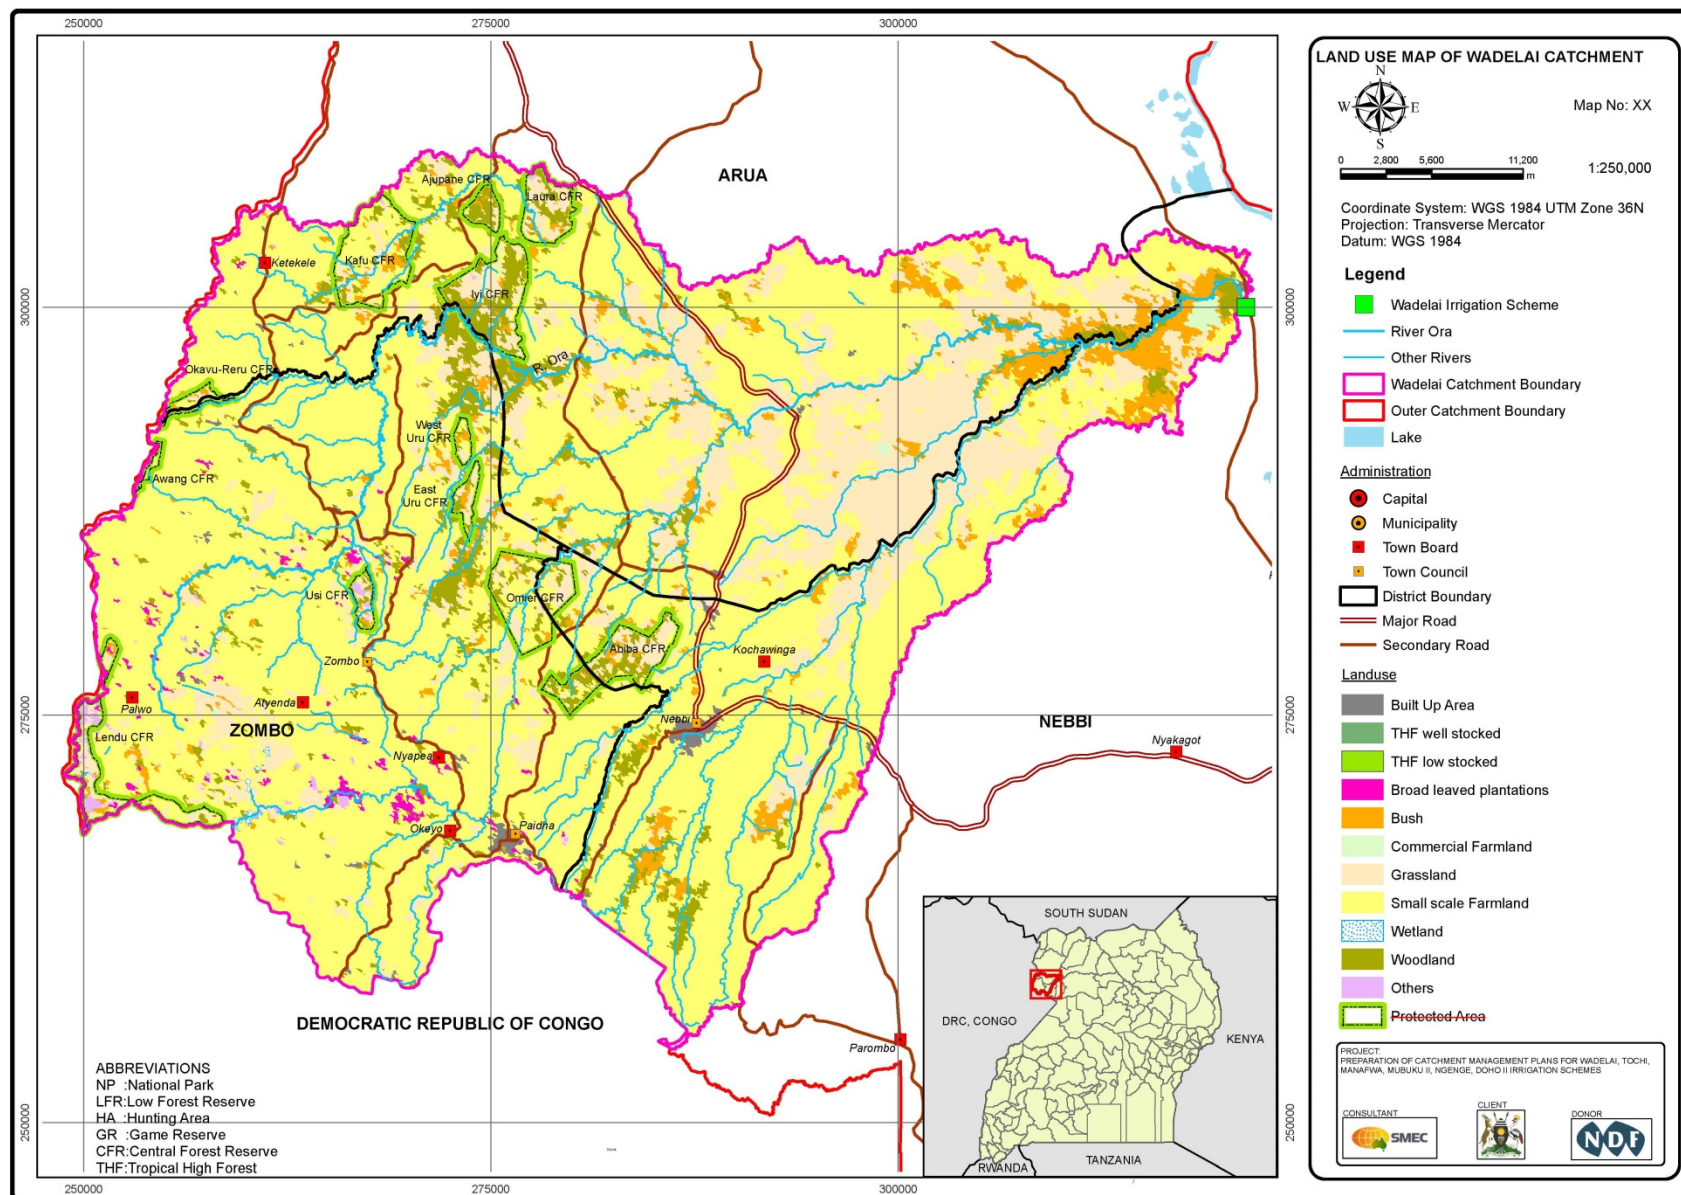 250000
275000
300000
LAND USE MAP OF WADELAI CATCHMENT
N
W
E
S
Map No: XX
0 2,800 5,600 11,200
m
1:250,000
Coordinate System: WGS 1984 UTM Zone 36N
Projection: Transverse Mercator
Datum: WGS 1984
Legend
Wadelai Irrigation Scheme
River Ora
Other Rivers
Wadelai Catchment Boundary
Outer Catchment Boundary
Lake
Administration
Capital
Municipality
Town Board
Town Council
District Boundary
Major Road
Secondary Road
Landuse
Built Up Area
THF well stocked
THF low stocked
Broad leaved plantations
Bush
Commercial Farmland
Grassland
Small scale Farmland
Wetland
Woodland
Others
Protected Area
PROJECT:
PREPARATION OF CATCHMENT MANAGEMENT PLANS FOR WADELAI, TOCHI,
MANAFWA, MUBUKU II, NGENGE, DOHO II IRRIGATION SCHEMES
CONSULTANT
SMEC
CLIENT
DONOR
NDF
ARUA
Ajupane CFR
Laura CFR
Kafu CFR
Ketekele
Iyi CFR
300000
300000
R. Ora
Okavu-Reru CFR
West
Uru CFR
Awang CFR
East
Uru CFR
Usi CFR
Omier CFR
Abiba CFR
Kochawinga
Zombo
Palwo
Atyenda
ZOMBO
Nebbi
NEBBI
275000
275000
Lendu CFR
Nyapea
Nyakagot
Okeyo
Paidha
DEMOCRATIC REPUBLIC OF CONGO
Parombo
SOUTH SUDAN
DRC, CONGO
KENYA
RWANDA
TANZANIA
ABBREVIATIONS
NP :National Park
LFR:Low Forest Reserve
HA :Hunting Area
GR :Game Reserve
CFR:Central Forest Reserve
THF:Tropical High Forest
250000
250000
250000
275000
300000